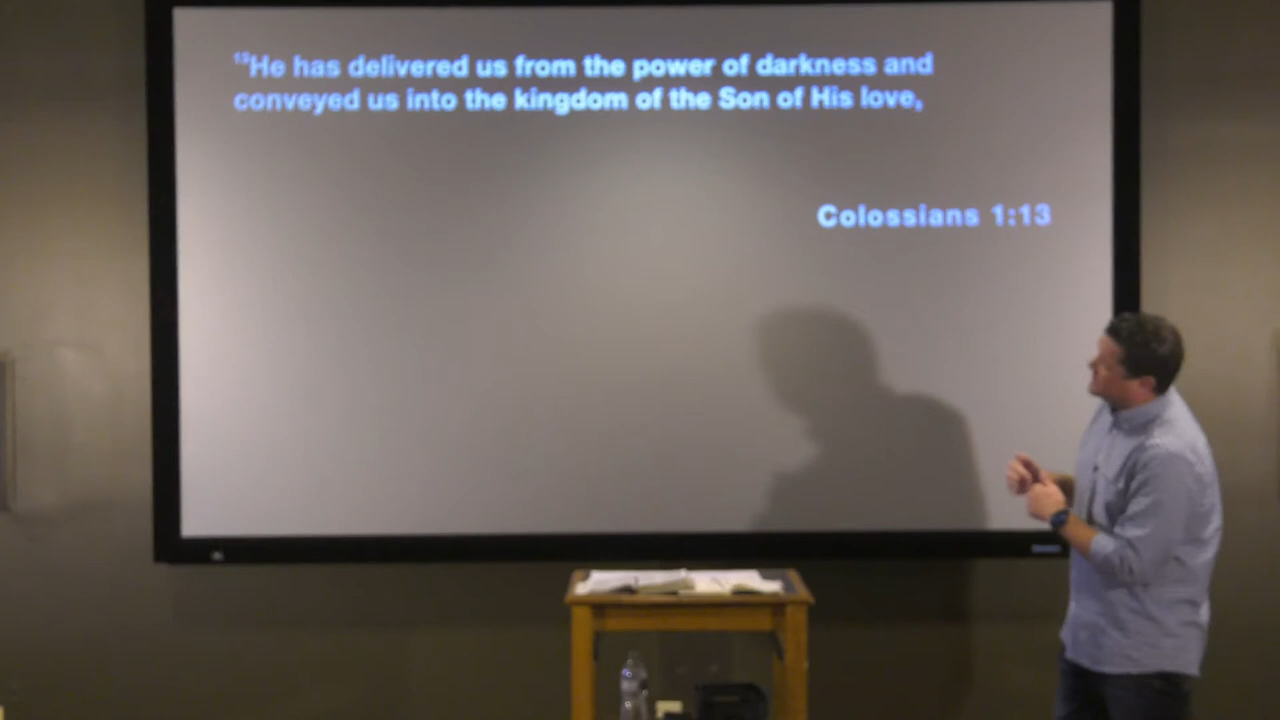 ¹³He has delivered us from the power of darkness and
conveyed us into the kingdom of the Son of His love,
Colossians 1:13